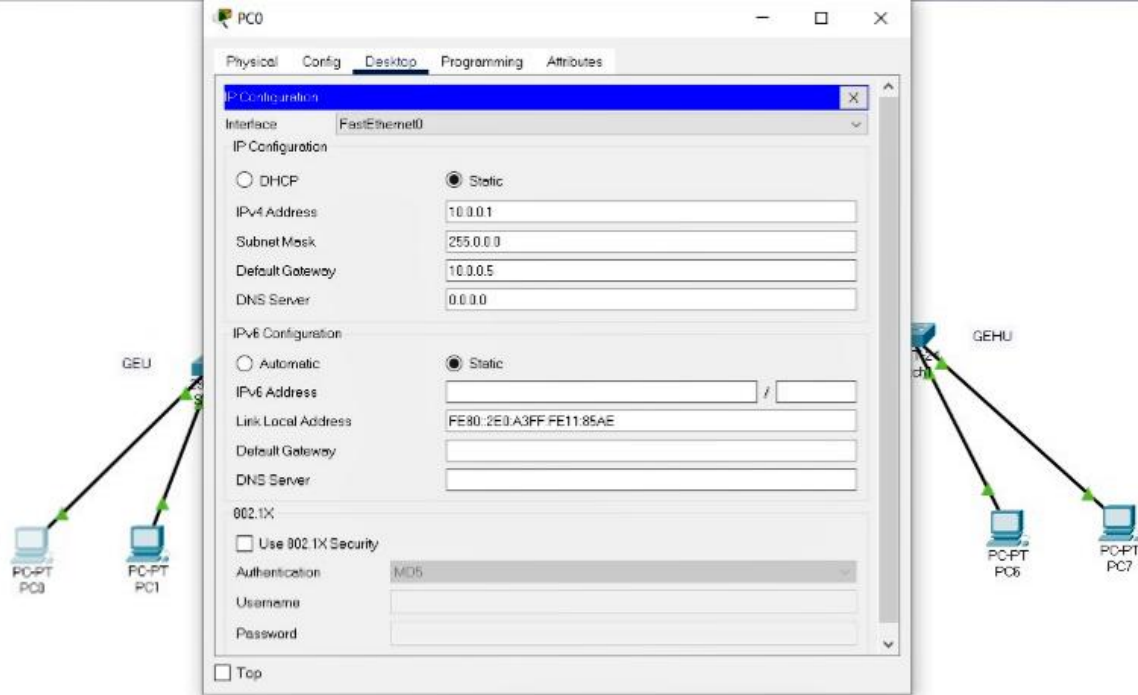 PC0
Physical Config Desktop Programming Attributes
IP Configuration X
Interface FastEthernet0
IP Configuration
DHCP Static
IPv4 Address 10.0.0.1
Subnet Mask 255.0.0.0
Default Gateway 10.0.0.5
DNS Server 0.0.0.0
IPv6 Configuration
Automatic Static
IPv6 Address /
Link Local Address FE80::2E0:A3FF:FE11:85AE
Default Gateway
DNS Server
802.1X
Use 802.1X Security
Authentication MD5
Username
Password
Top
GEU
PC-PT
PC0
PC-PT
PC1
GEHU
PC-PT
PC6
PC-PT
PC7